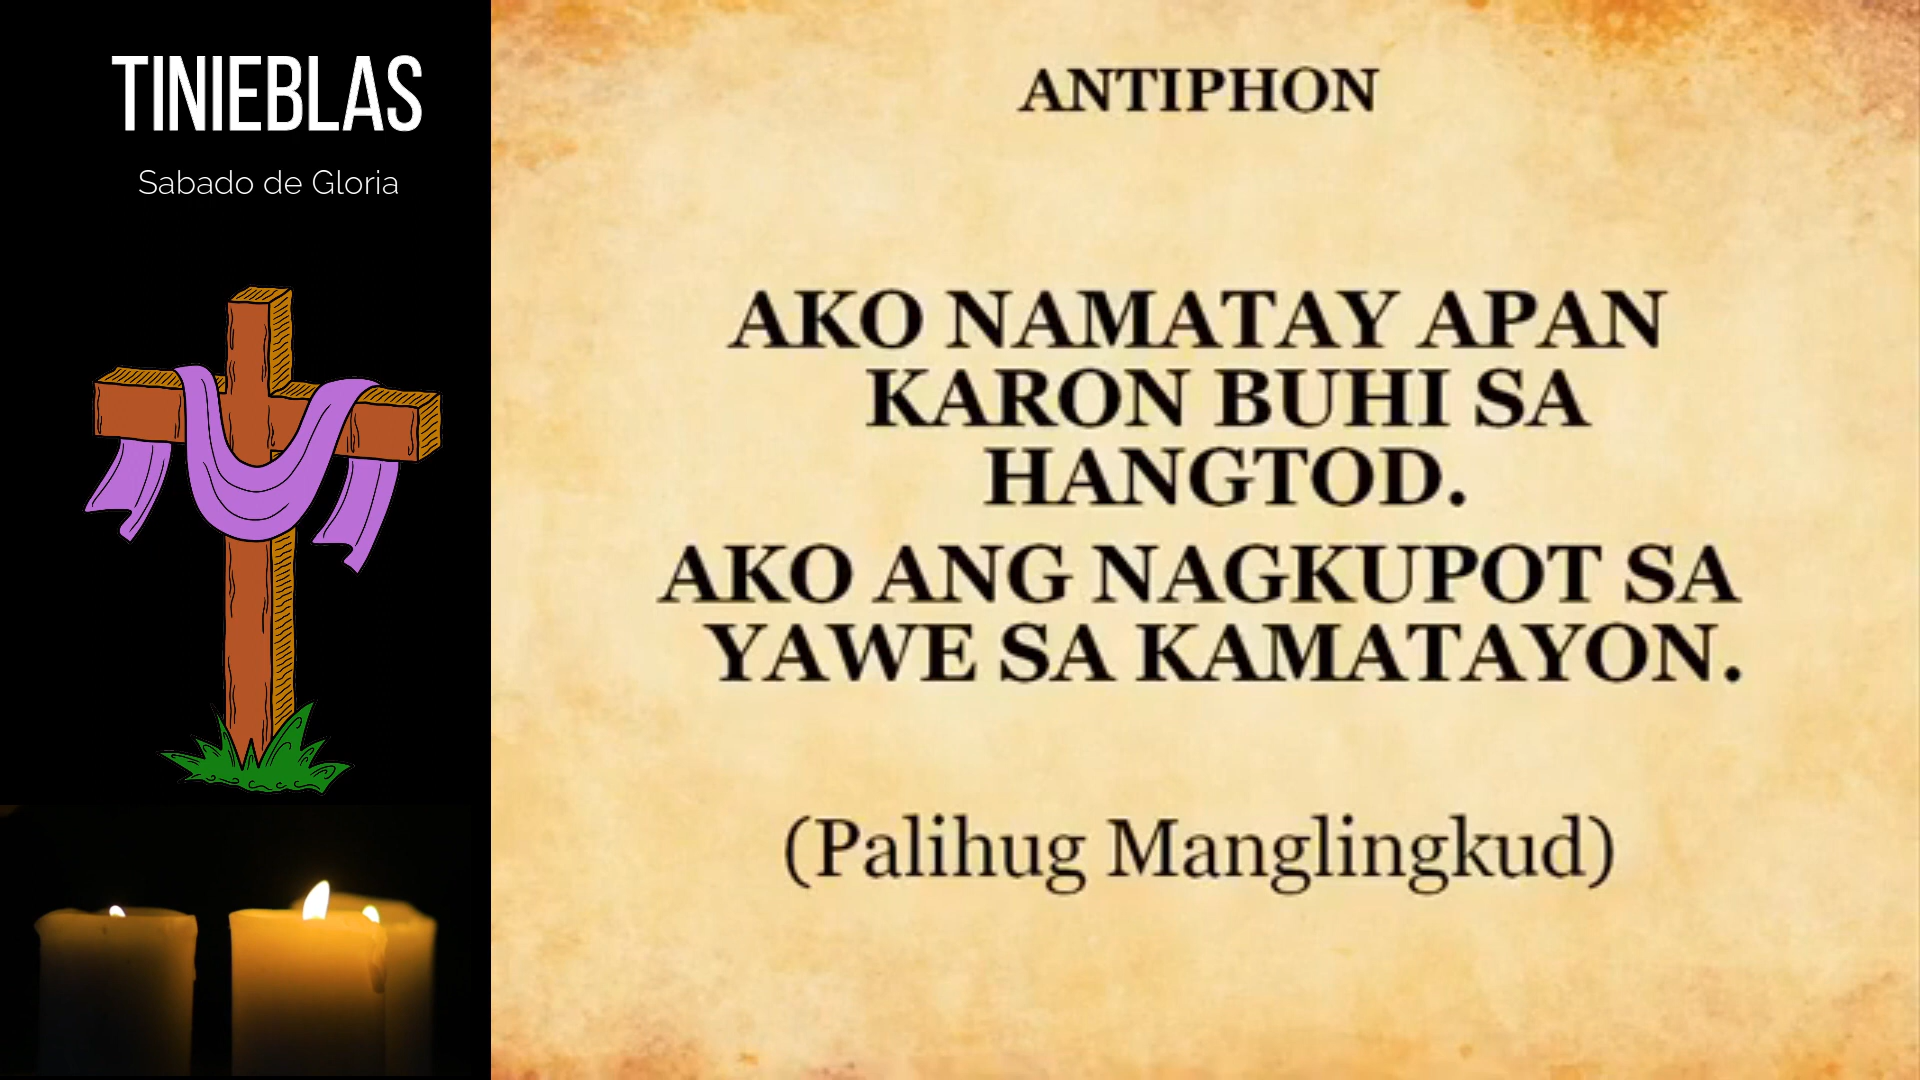 TINIEBLAS
Sabado de Gloria
ANTIPHON
AKO NAMATAY APAN
KARON BUHI SA
HANGTOD.
AKO ANG NAGKUPOT SA
YAWE SA KAMATAYON.
(Palihug Manglingkud)